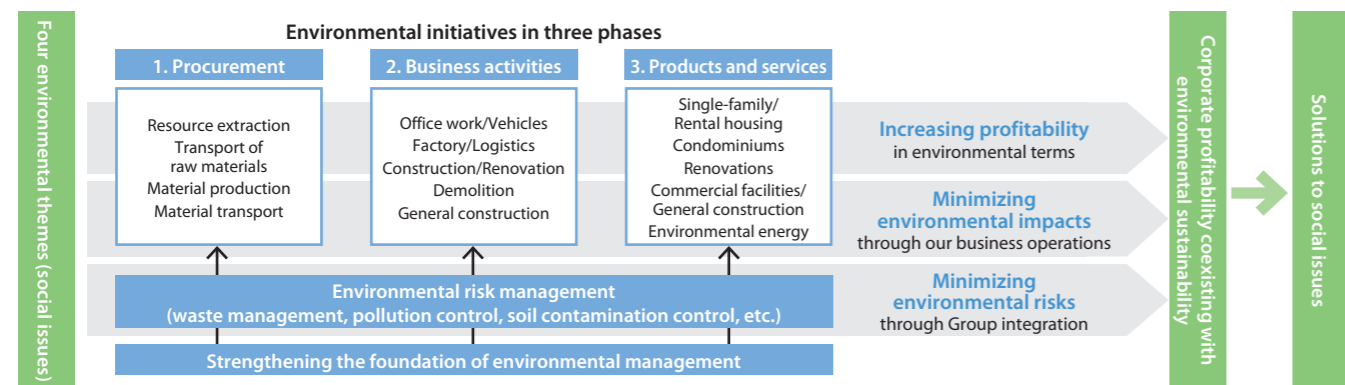 Four environmental themes (social issues)
Environmental initiatives in three phases
1. Procurement
Resource extraction
Transport of
raw materials
Material production
Material transport
2. Business activities
Office work/Vehicles
Factory/Logistics
Construction/Renovation
Demolition
General construction
3. Products and services
Single-family/
Rental housing
Condominiums
Renovations
Commercial facilities/
General construction
Environmental energy
Environmental risk management
(waste management, pollution control, soil contamination control, etc.)
Strengthening the foundation of environmental management
Increasing profitability
in environmental terms
Minimizing
environmental impacts
through our business operations
Minimizing
environmental risks
through Group integration
Corporate profitability coexisting with
environmental sustainability
Solutions to social issues